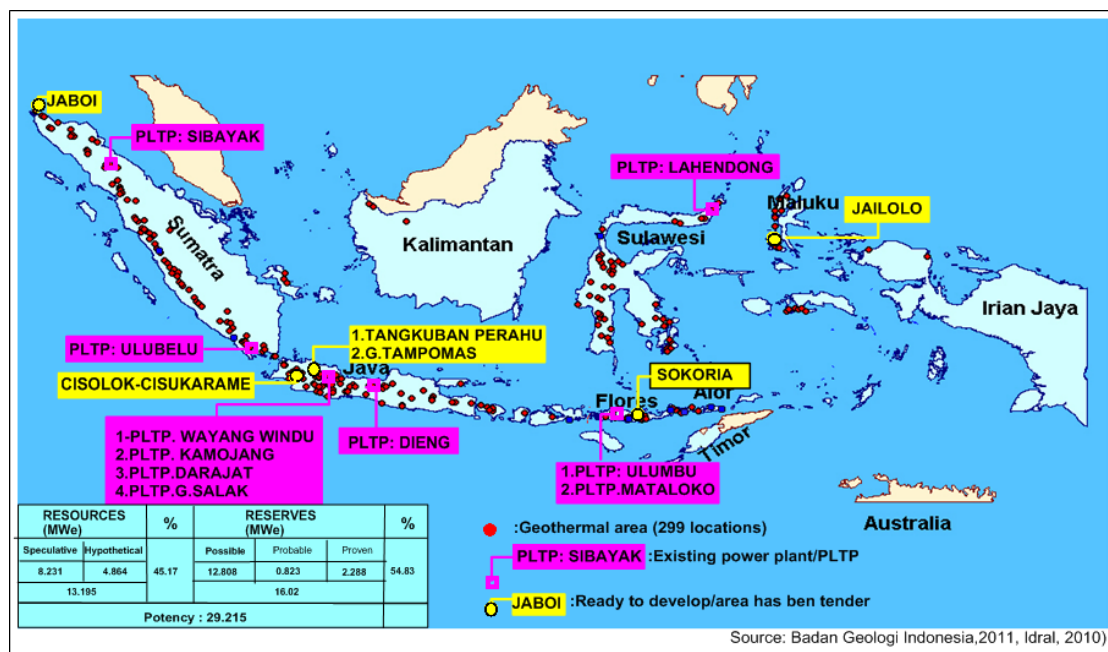 JABOI
PLTP: SIBAYAK
PLTP: LAHENDONG
Maluku
JAILOLO
Sumatra
Kalimantan
Sulawesi
Irian Jaya
PLTP: ULUBELU
1.TANGKUBAN PERAHU
2.G.TAMPOMAS
Java
CISOLOK-CISUKARAME
SOKORIA
Flores
Alor
Timor
1-PLTP. WAYANG WINDU
2.PLTP. KAMOJANG
3.PLTP.DARAJAT
4.PLTP.G.SALAK
PLTP: DIENG
1.PLTP: ULUMBU
2.PLTP.MATALOKO
Australia
RESOURCES (MWe) % RESERVES (MWe) %
Speculative Hypothetical Possible Probable Proven
8.231 4.864 45.17 12.808 0.823 2.288 54.83
13.195 16.02
Potency : 29.215
:Geothermal area (299 locations)
PLTP: SIBAYAK :Existing power plant/PLTP
JABOI :Ready to develop/area has ben tender
Source: Badan Geologi Indonesia,2011, Idral, 2010)